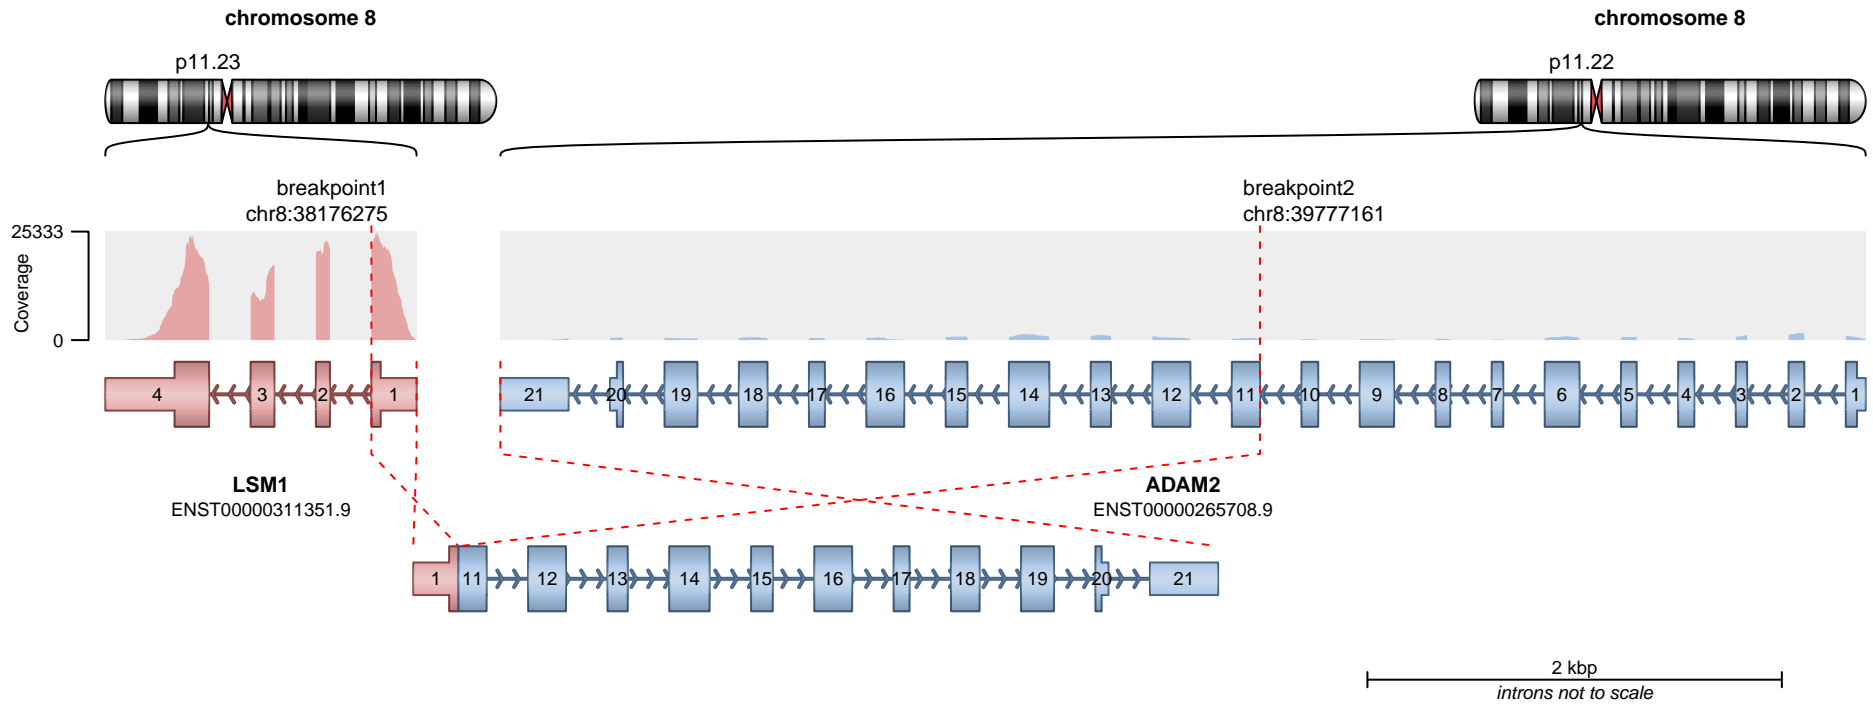 chromosome 8
chromosome 8
p11.23
p11.22
breakpoint1
chr8:38176275
breakpoint2
chr8:39777161
25333
Coverage
0
4 3 2 1
21 20 19 18 17 16 15 14 13 12 11 10 9 8 7 6 5 4 3 2 1
LSM1
ENST00000311351.9
ADAM2
ENST00000265708.9
1 11 12 13 14 15 16 17 18 19 20 21
2 kbp
introns not to scale